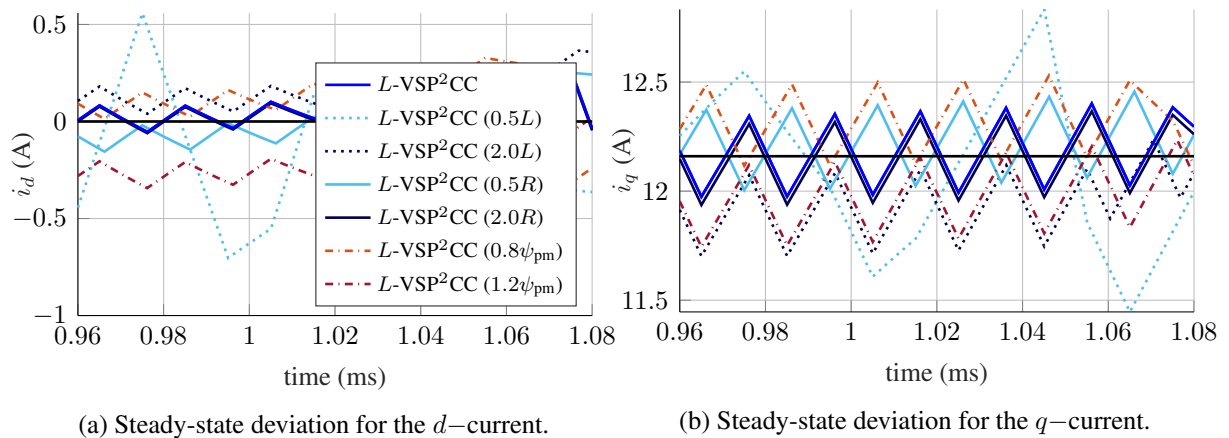 0.5
0
−0.5
−1
i_d (A)
0.96 0.98 1 1.02 1.04 1.06 1.08
time (ms)
L-VSP²CC
L-VSP²CC (0.5L)
L-VSP²CC (2.0L)
L-VSP²CC (0.5R)
L-VSP²CC (2.0R)
L-VSP²CC (0.8ψ_pm)
L-VSP²CC (1.2ψ_pm)
(a) Steady-state deviation for the d−current.
12.5
12
11.5
i_q (A)
0.96 0.98 1 1.02 1.04 1.06 1.08
time (ms)
(b) Steady-state deviation for the q−current.